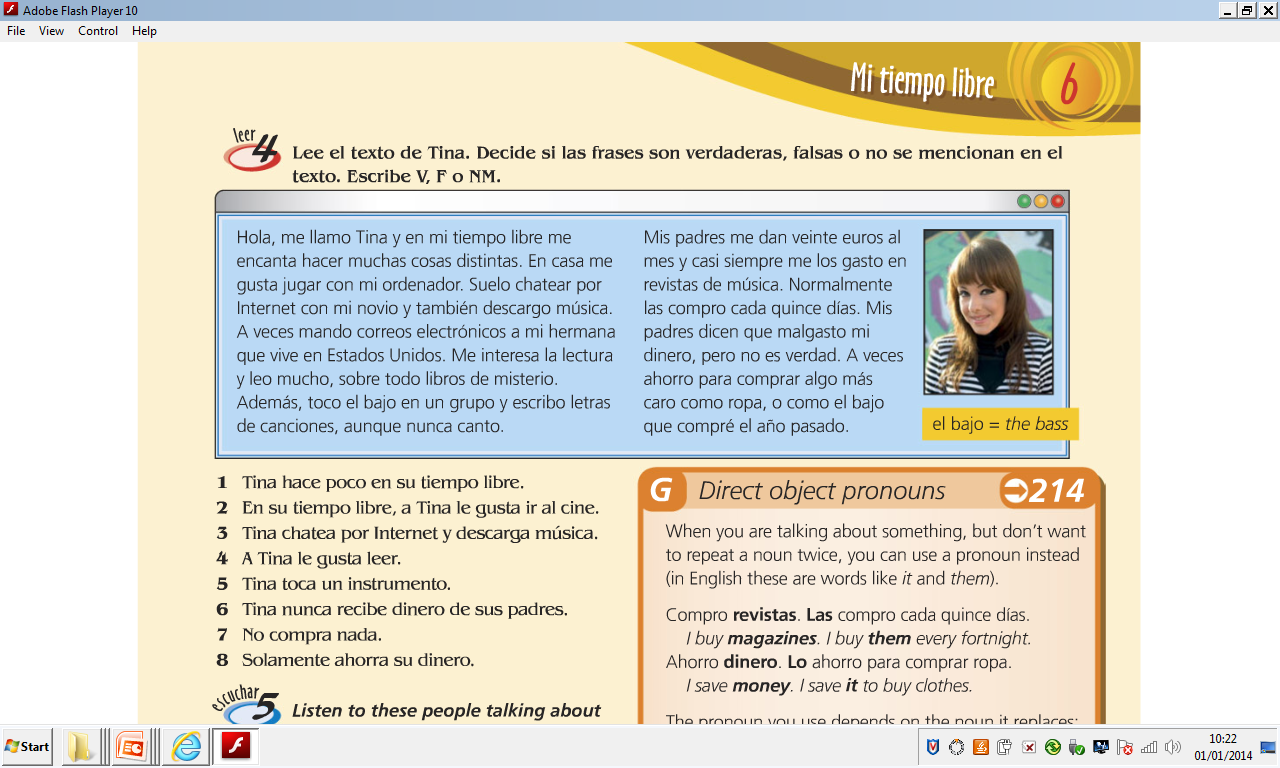 Adobe Flash Player 10
File View Control Help
Mi tiempo libre 6
leer 4
Lee el texto de Tina. Decide si las frases son verdaderas, falsas o no se mencionan en el
texto. Escribe V, F o NM.
Hola, me llamo Tina y en mi tiempo libre me
encanta hacer muchas cosas distintas. En casa me
gusta jugar con mi ordenador. Suelo chatear por
Internet con mi novio y también descargo música.
A veces mando correos electrónicos a mi hermana
que vive en Estados Unidos. Me interesa la lectura
y leo mucho, sobre todo libros de misterio.
Además, toco el bajo en un grupo y escribo letras
de canciones, aunque nunca canto.
Mis padres me dan veinte euros al
mes y casi siempre me los gasto en
revistas de música. Normalmente
las compro cada quince días. Mis
padres dicen que malgasto mi
dinero, pero no es verdad. A veces
ahorro para comprar algo más
caro como ropa, o como el bajo
que compré el año pasado.
el bajo = the bass
1 Tina hace poco en su tiempo libre.
2 En su tiempo libre, a Tina le gusta ir al cine.
3 Tina chatea por Internet y descarga música.
4 A Tina le gusta leer.
5 Tina toca un instrumento.
6 Tina nunca recibe dinero de sus padres.
7 No compra nada.
8 Solamente ahorra su dinero.
escuchar 5
Listen to these people talking about
G Direct object pronouns 214
When you are talking about something, but don't want
to repeat a noun twice, you can use a pronoun instead
(in English these are words like it and them).
Compro revistas. Las compro cada quince días.
I buy magazines. I buy them every fortnight.
Ahorro dinero. Lo ahorro para comprar ropa.
I save money. I save it to buy clothes.
The pronoun you use depends on the noun it replaces:
Start
10:22
01/01/2014